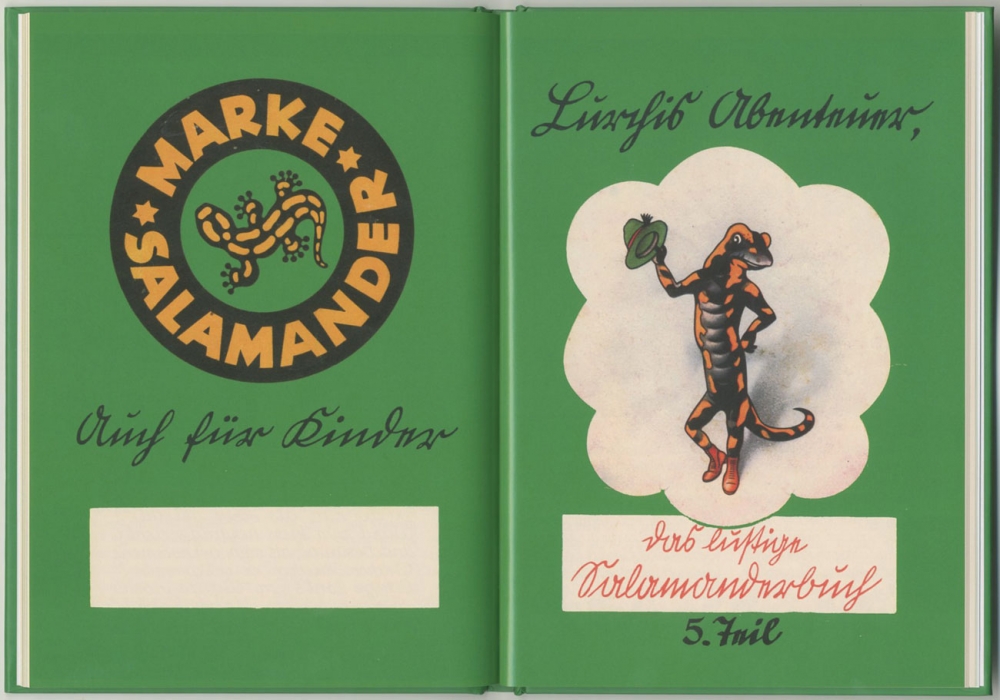 ★ MARKE ★
SALAMANDER
Auch für Kinder
Lurchis Abenteuer,
das lustige
Salamanderbuch
5. Teil